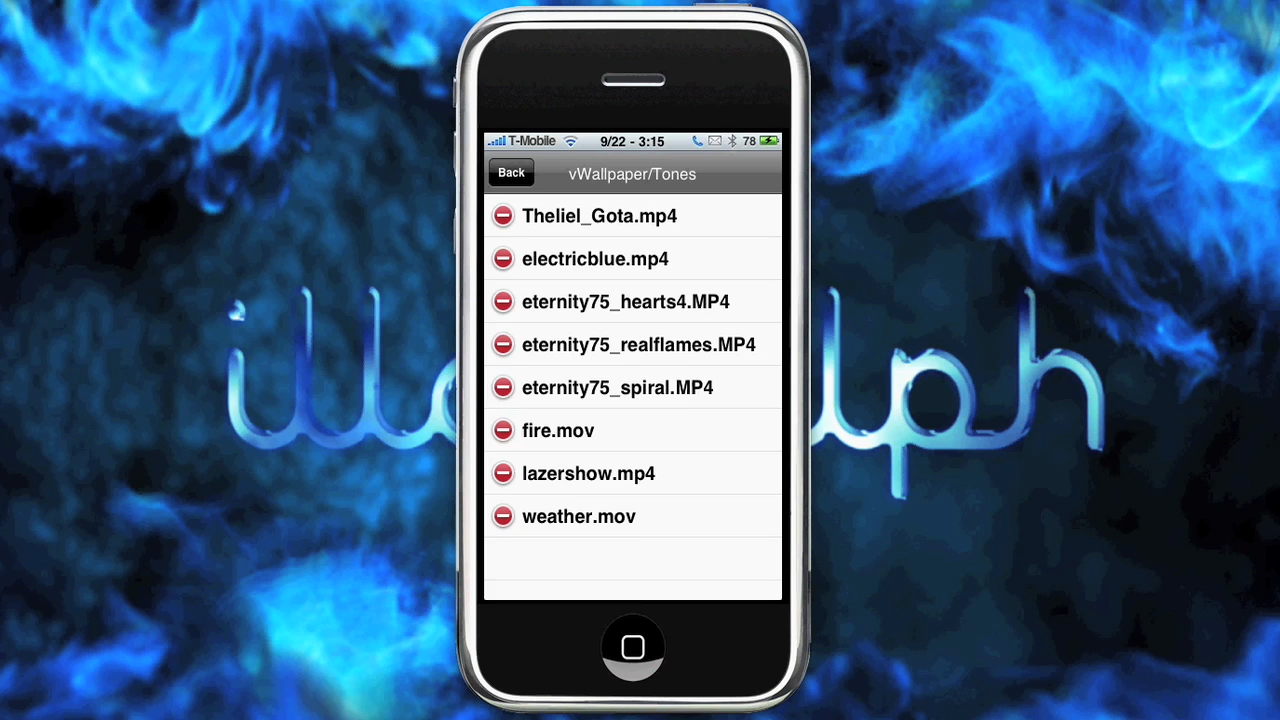 T-Mobile 9/22 - 3:15 78
Back vWallpaper/Tones
Theliel_Gota.mp4
electricblue.mp4
eternity75_hearts4.MP4
eternity75_realflames.MP4
eternity75_spiral.MP4
fire.mov
lazershow.mp4
weather.mov